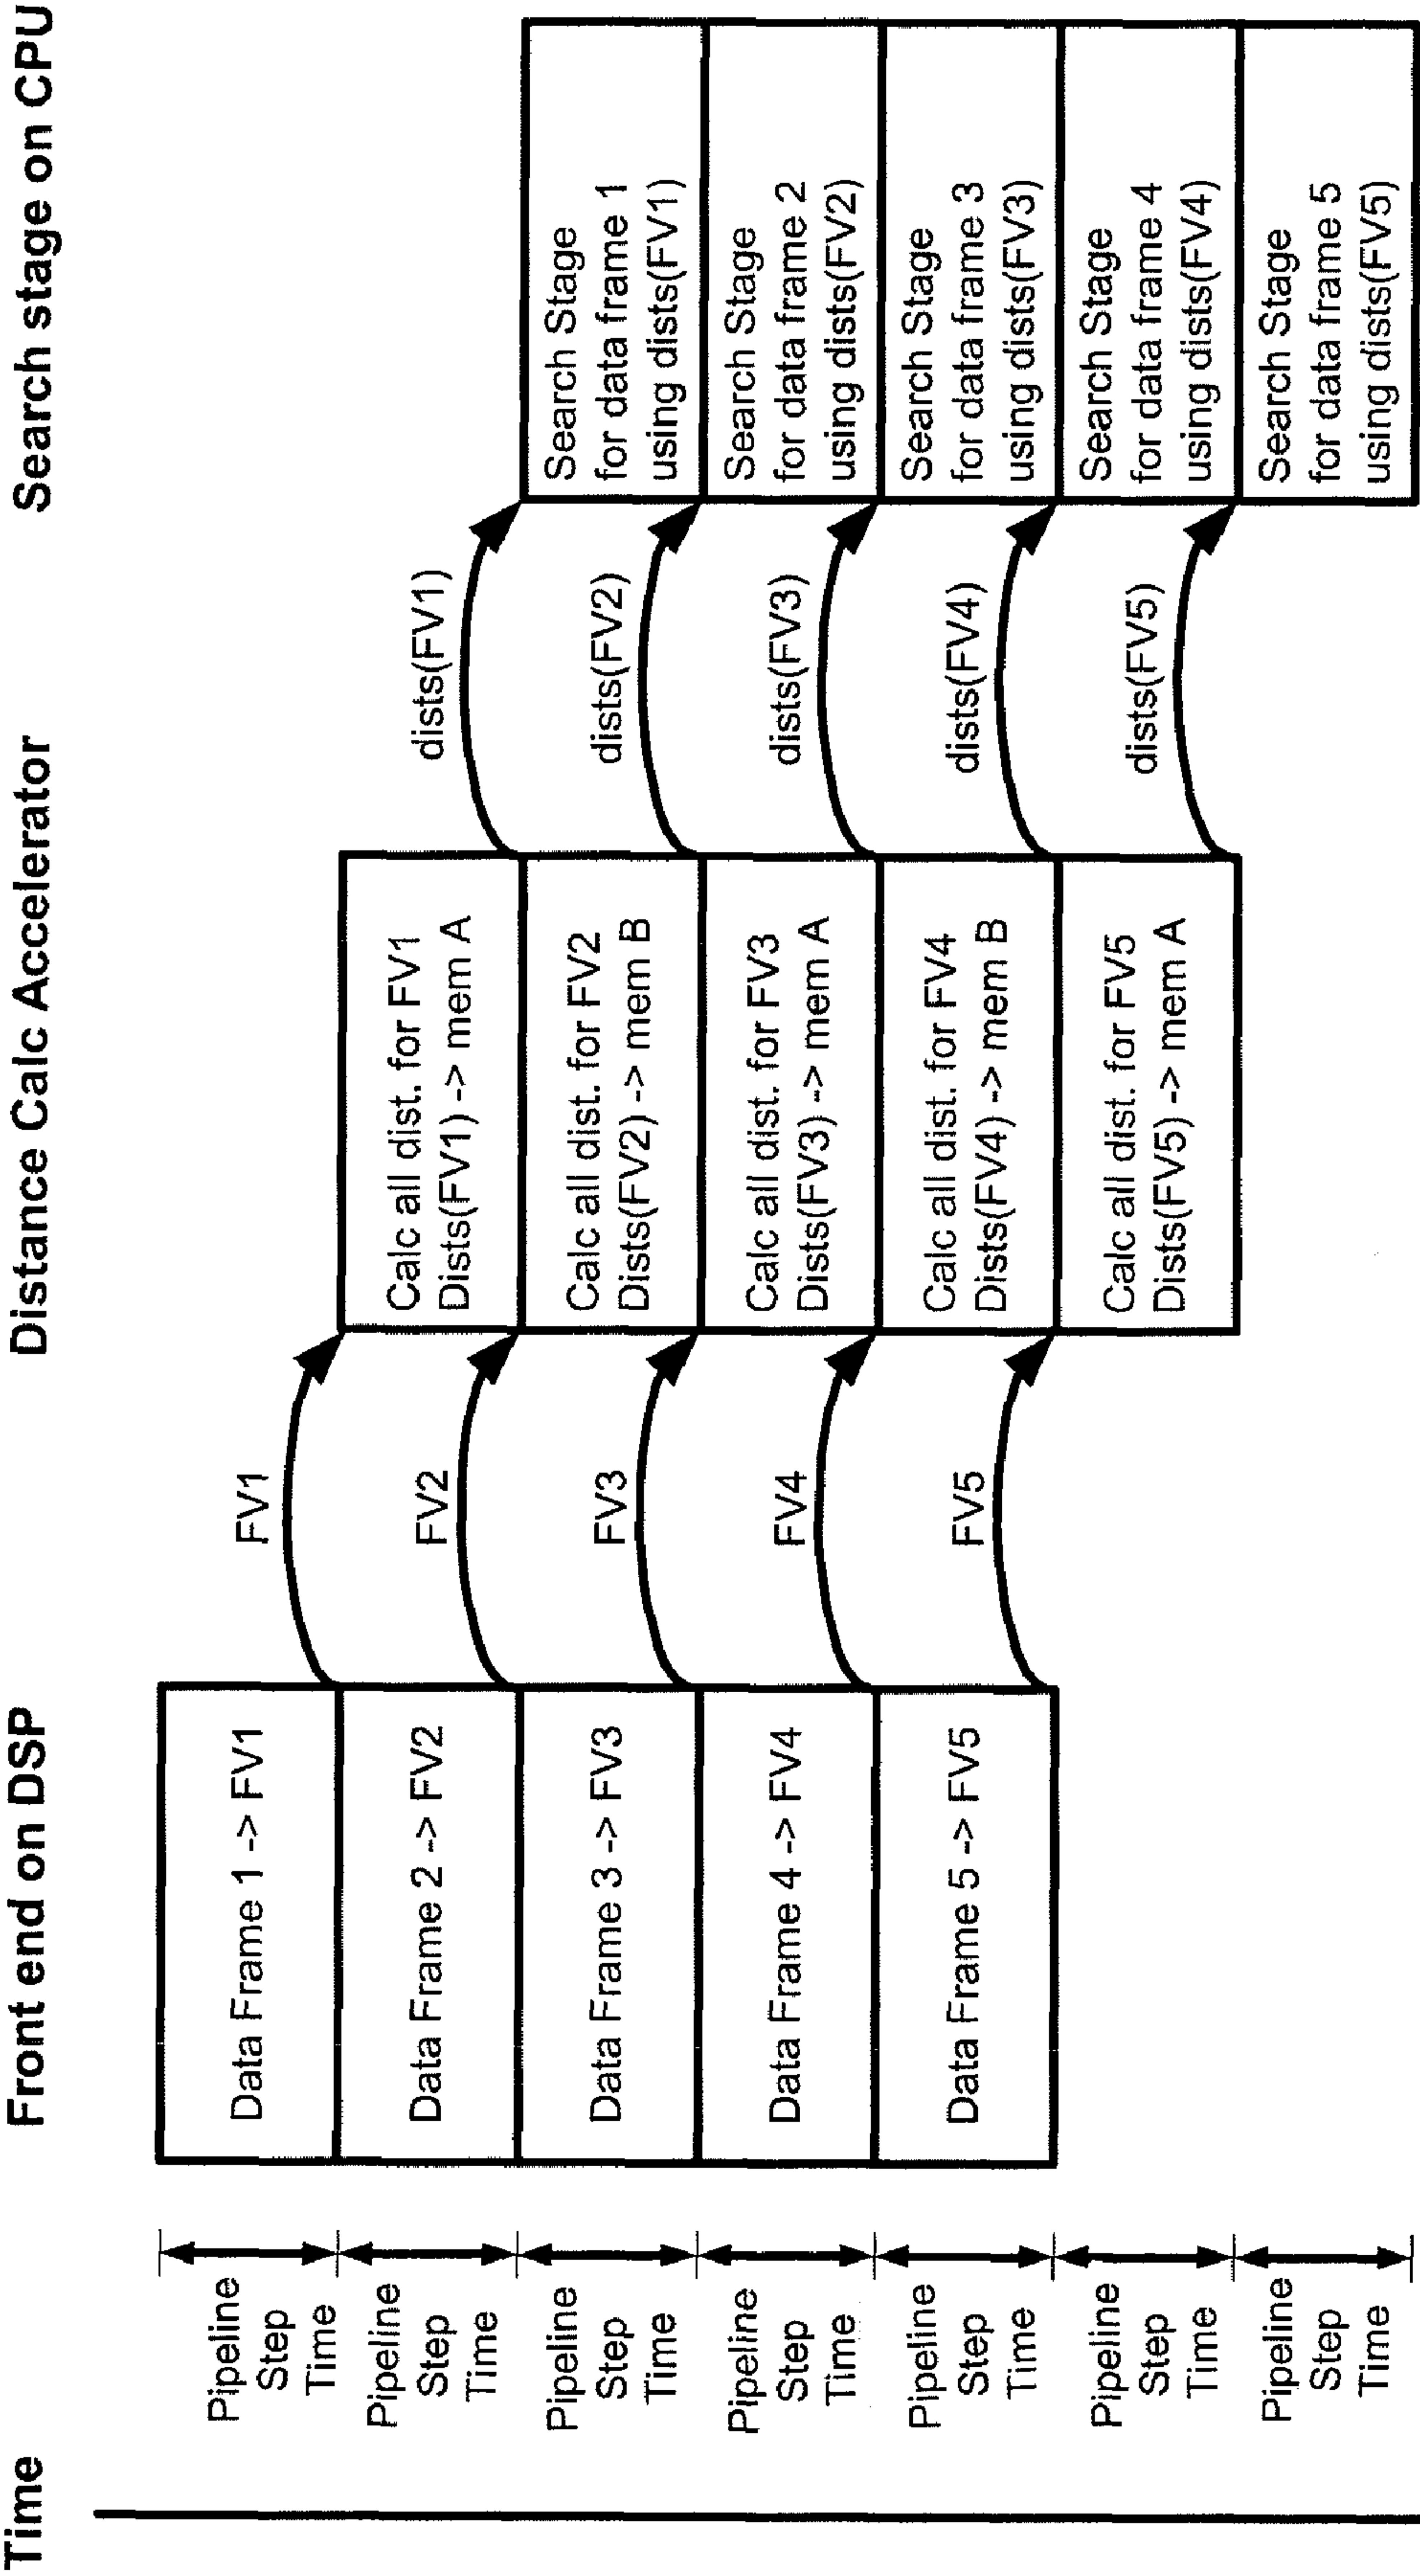 Time
Front end on DSP
Distance Calc Accelerator
Search stage on CPU
Pipeline
Step
Time
Data Frame 1 -> FV1
FV1
Pipeline
Step
Time
Data Frame 2 -> FV2
FV2
Calc all dist. for FV1
Dists(FV1) -> mem A
dists(FV1)
Pipeline
Step
Time
Data Frame 3 -> FV3
FV3
Calc all dist. for FV2
Dists(FV2) -> mem B
dists(FV2)
Search Stage
for data frame 1
using dists(FV1)
Pipeline
Step
Time
Data Frame 4 -> FV4
FV4
Calc all dist. for FV3
Dists(FV3) -> mem A
dists(FV3)
Search Stage
for data frame 2
using dists(FV2)
Pipeline
Step
Time
Data Frame 5 -> FV5
FV5
Calc all dist. for FV4
Dists(FV4) -> mem B
dists(FV4)
Search Stage
for data frame 3
using dists(FV3)
Pipeline
Step
Time
Calc all dist. for FV5
Dists(FV5) -> mem A
dists(FV5)
Search Stage
for data frame 4
using dists(FV4)
Pipeline
Step
Time
Search Stage
for data frame 5
using dists(FV5)